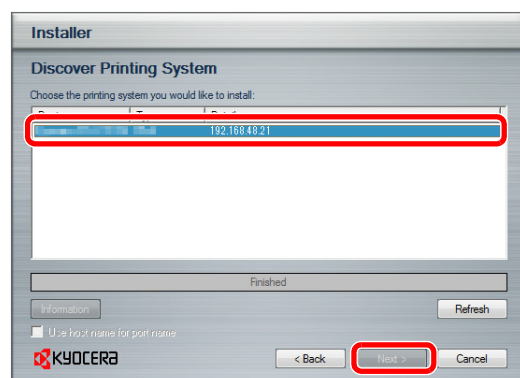 Installer
Discover Printing System
Choose the printing system you would like to install:
192.168.48.21
Finished
Information
Refresh
Use host name for port name
KYOCERA
< Back
Next >
Cancel